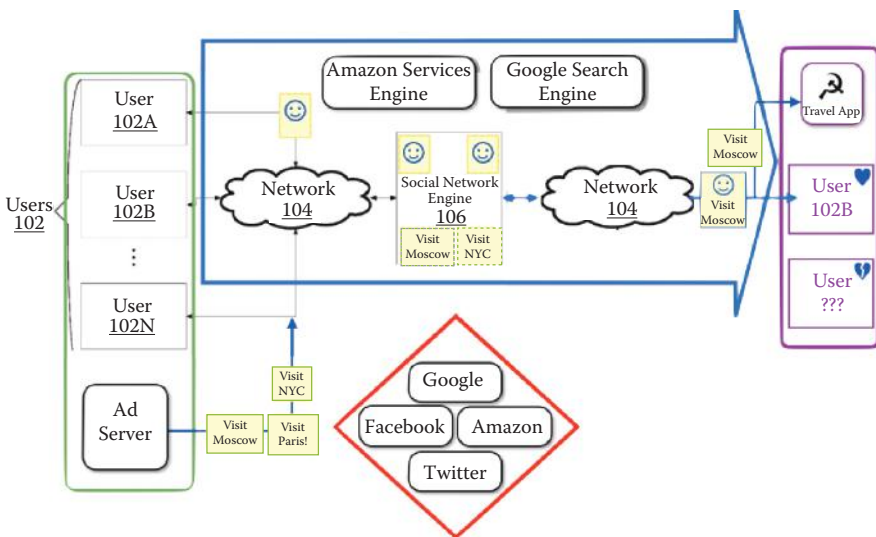 Amazon Services
Engine
Google Search
Engine
User
102A
Travel App
Visit
Moscow
Users
102
User
102B
Network
104
Social Network
Engine
106
Visit
Moscow
Visit
NYC
Network
104
Visit
Moscow
User
102B
User
102N
User
???
Visit
NYC
Ad
Server
Visit
Moscow
Visit
Paris!
Google
Facebook
Amazon
Twitter